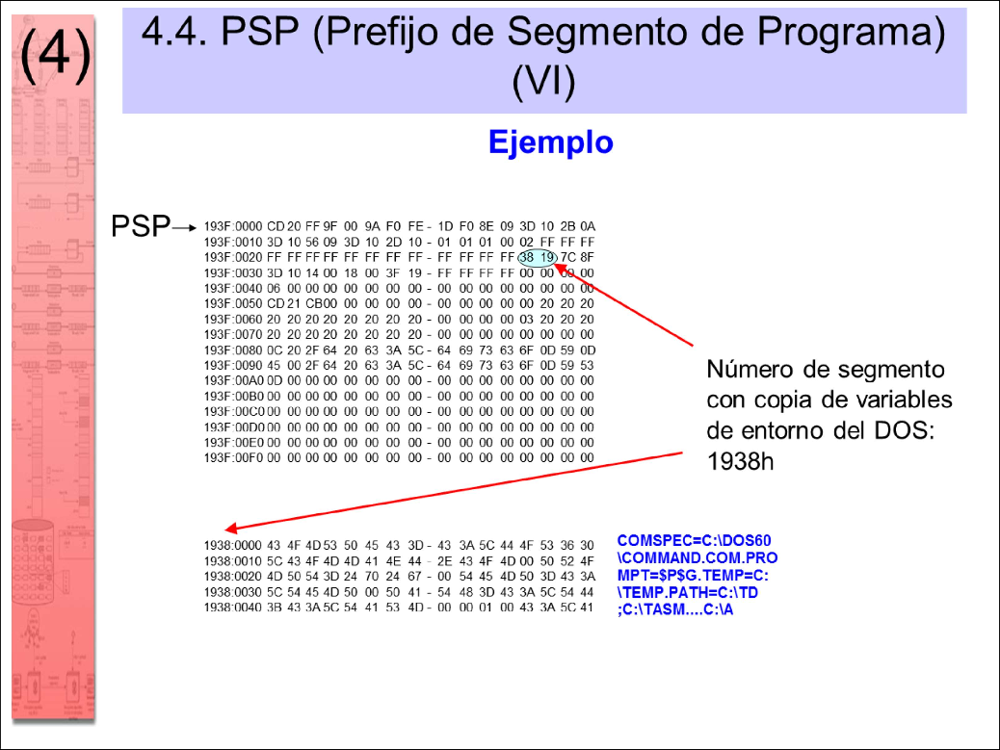 (4)
4.4. PSP (Prefijo de Segmento de Programa)
(VI)
Ejemplo
PSP
193F:0000 CD 20 FF 9F 00 9A F0 FE - 1D F0 8E 09 3D 10 2B 0A
193F:0010 3D 10 56 09 3D 10 2D 10 - 01 01 01 00 02 FF FF FF
193F:0020 FF FF FF FF FF FF FF FF - FF FF FF FF 38 19 7C 8F
193F:0030 3D 10 14 00 18 00 3F 19 - FF FF FF FF 00 00 00 00
193F:0040 06 00 00 00 00 00 00 00 - 00 00 00 00 00 00 00 00
193F:0050 CD 21 CB 00 00 00 00 00 - 00 00 00 00 00 20 20 20
193F:0060 20 20 20 20 20 20 20 20 - 00 00 00 00 03 20 20 20
193F:0070 20 20 20 20 20 20 20 20 - 00 00 00 00 00 00 00 00
193F:0080 0C 20 2F 64 20 63 3A 5C - 64 69 73 63 6F 0D 59 0D
193F:0090 45 00 2F 64 20 63 3A 5C - 64 69 73 63 6F 0D 59 53
193F:00A0 0D 00 00 00 00 00 00 00 - 00 00 00 00 00 00 00 00
193F:00B0 00 00 00 00 00 00 00 00 - 00 00 00 00 00 00 00 00
193F:00C0 00 00 00 00 00 00 00 00 - 00 00 00 00 00 00 00 00
193F:00D0 00 00 00 00 00 00 00 00 - 00 00 00 00 00 00 00 00
193F:00E0 00 00 00 00 00 00 00 00 - 00 00 00 00 00 00 00 00
193F:00F0 00 00 00 00 00 00 00 00 - 00 00 00 00 00 00 00 00
Número de segmento
con copia de variables
de entorno del DOS:
1938h
1938:0000 43 4F 4D 53 50 45 43 3D - 43 3A 5C 44 4F 53 36 30
1938:0010 5C 43 4F 4D 4D 41 4E 44 - 2E 43 4F 4D 00 50 52 4F
1938:0020 4D 50 54 3D 24 70 24 67 - 00 54 45 4D 50 3D 43 3A
1938:0030 5C 54 45 4D 50 00 50 41 - 54 48 3D 43 3A 5C 54 44
1938:0040 3B 43 3A 5C 54 41 53 4D - 00 00 01 00 43 3A 5C 41
COMSPEC=C:\DOS60
\COMMAND.COM.PRO
MPT=$P$G.TEMP=C:
\TEMP.PATH=C:\TD
;C:\TASM....C:\A